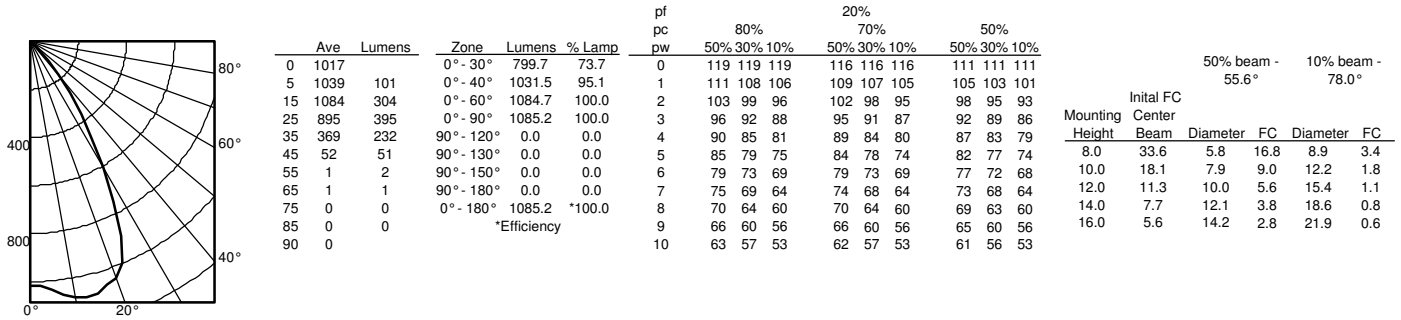 400
800
0°
20°
40°
60°
80°
Ave Lumens
0 1017
5 1039 101
15 1084 304
25 895 395
35 369 232
45 52 51
55 1 2
65 1 1
75 0 0
85 0 0
90 0
Zone Lumens % Lamp
0°- 30° 799.7 73.7
0°- 40° 1031.5 95.1
0°- 60° 1084.7 100.0
0°- 90° 1085.2 100.0
90°- 120° 0.0 0.0
90°- 130° 0.0 0.0
90°- 150° 0.0 0.0
90°- 180° 0.0 0.0
0°- 180° 1085.2 *100.0
*Efficiency
pf 20%
pc 80% 70% 50%
pw 50% 30% 10% 50% 30% 10% 50% 30% 10%
0 119 119 119 116 116 116 111 111 111
1 111 108 106 109 107 105 105 103 101
2 103 99 96 102 98 95 98 95 93
3 96 92 88 95 91 87 92 89 86
4 90 85 81 89 84 80 87 83 79
5 85 79 75 84 78 74 82 77 74
6 79 73 69 79 73 69 77 72 68
7 75 69 64 74 68 64 73 68 64
8 70 64 60 70 64 60 69 63 60
9 66 60 56 66 60 56 65 60 56
10 63 57 53 62 57 53 61 56 53
50% beam - 10% beam -
55.6° 78.0°
Inital FC
Mounting Center
Height Beam Diameter FC Diameter FC
8.0 33.6 5.8 16.8 8.9 3.4
10.0 18.1 7.9 9.0 12.2 1.8
12.0 11.3 10.0 5.6 15.4 1.1
14.0 7.7 12.1 3.8 18.6 0.8
16.0 5.6 14.2 2.8 21.9 0.6